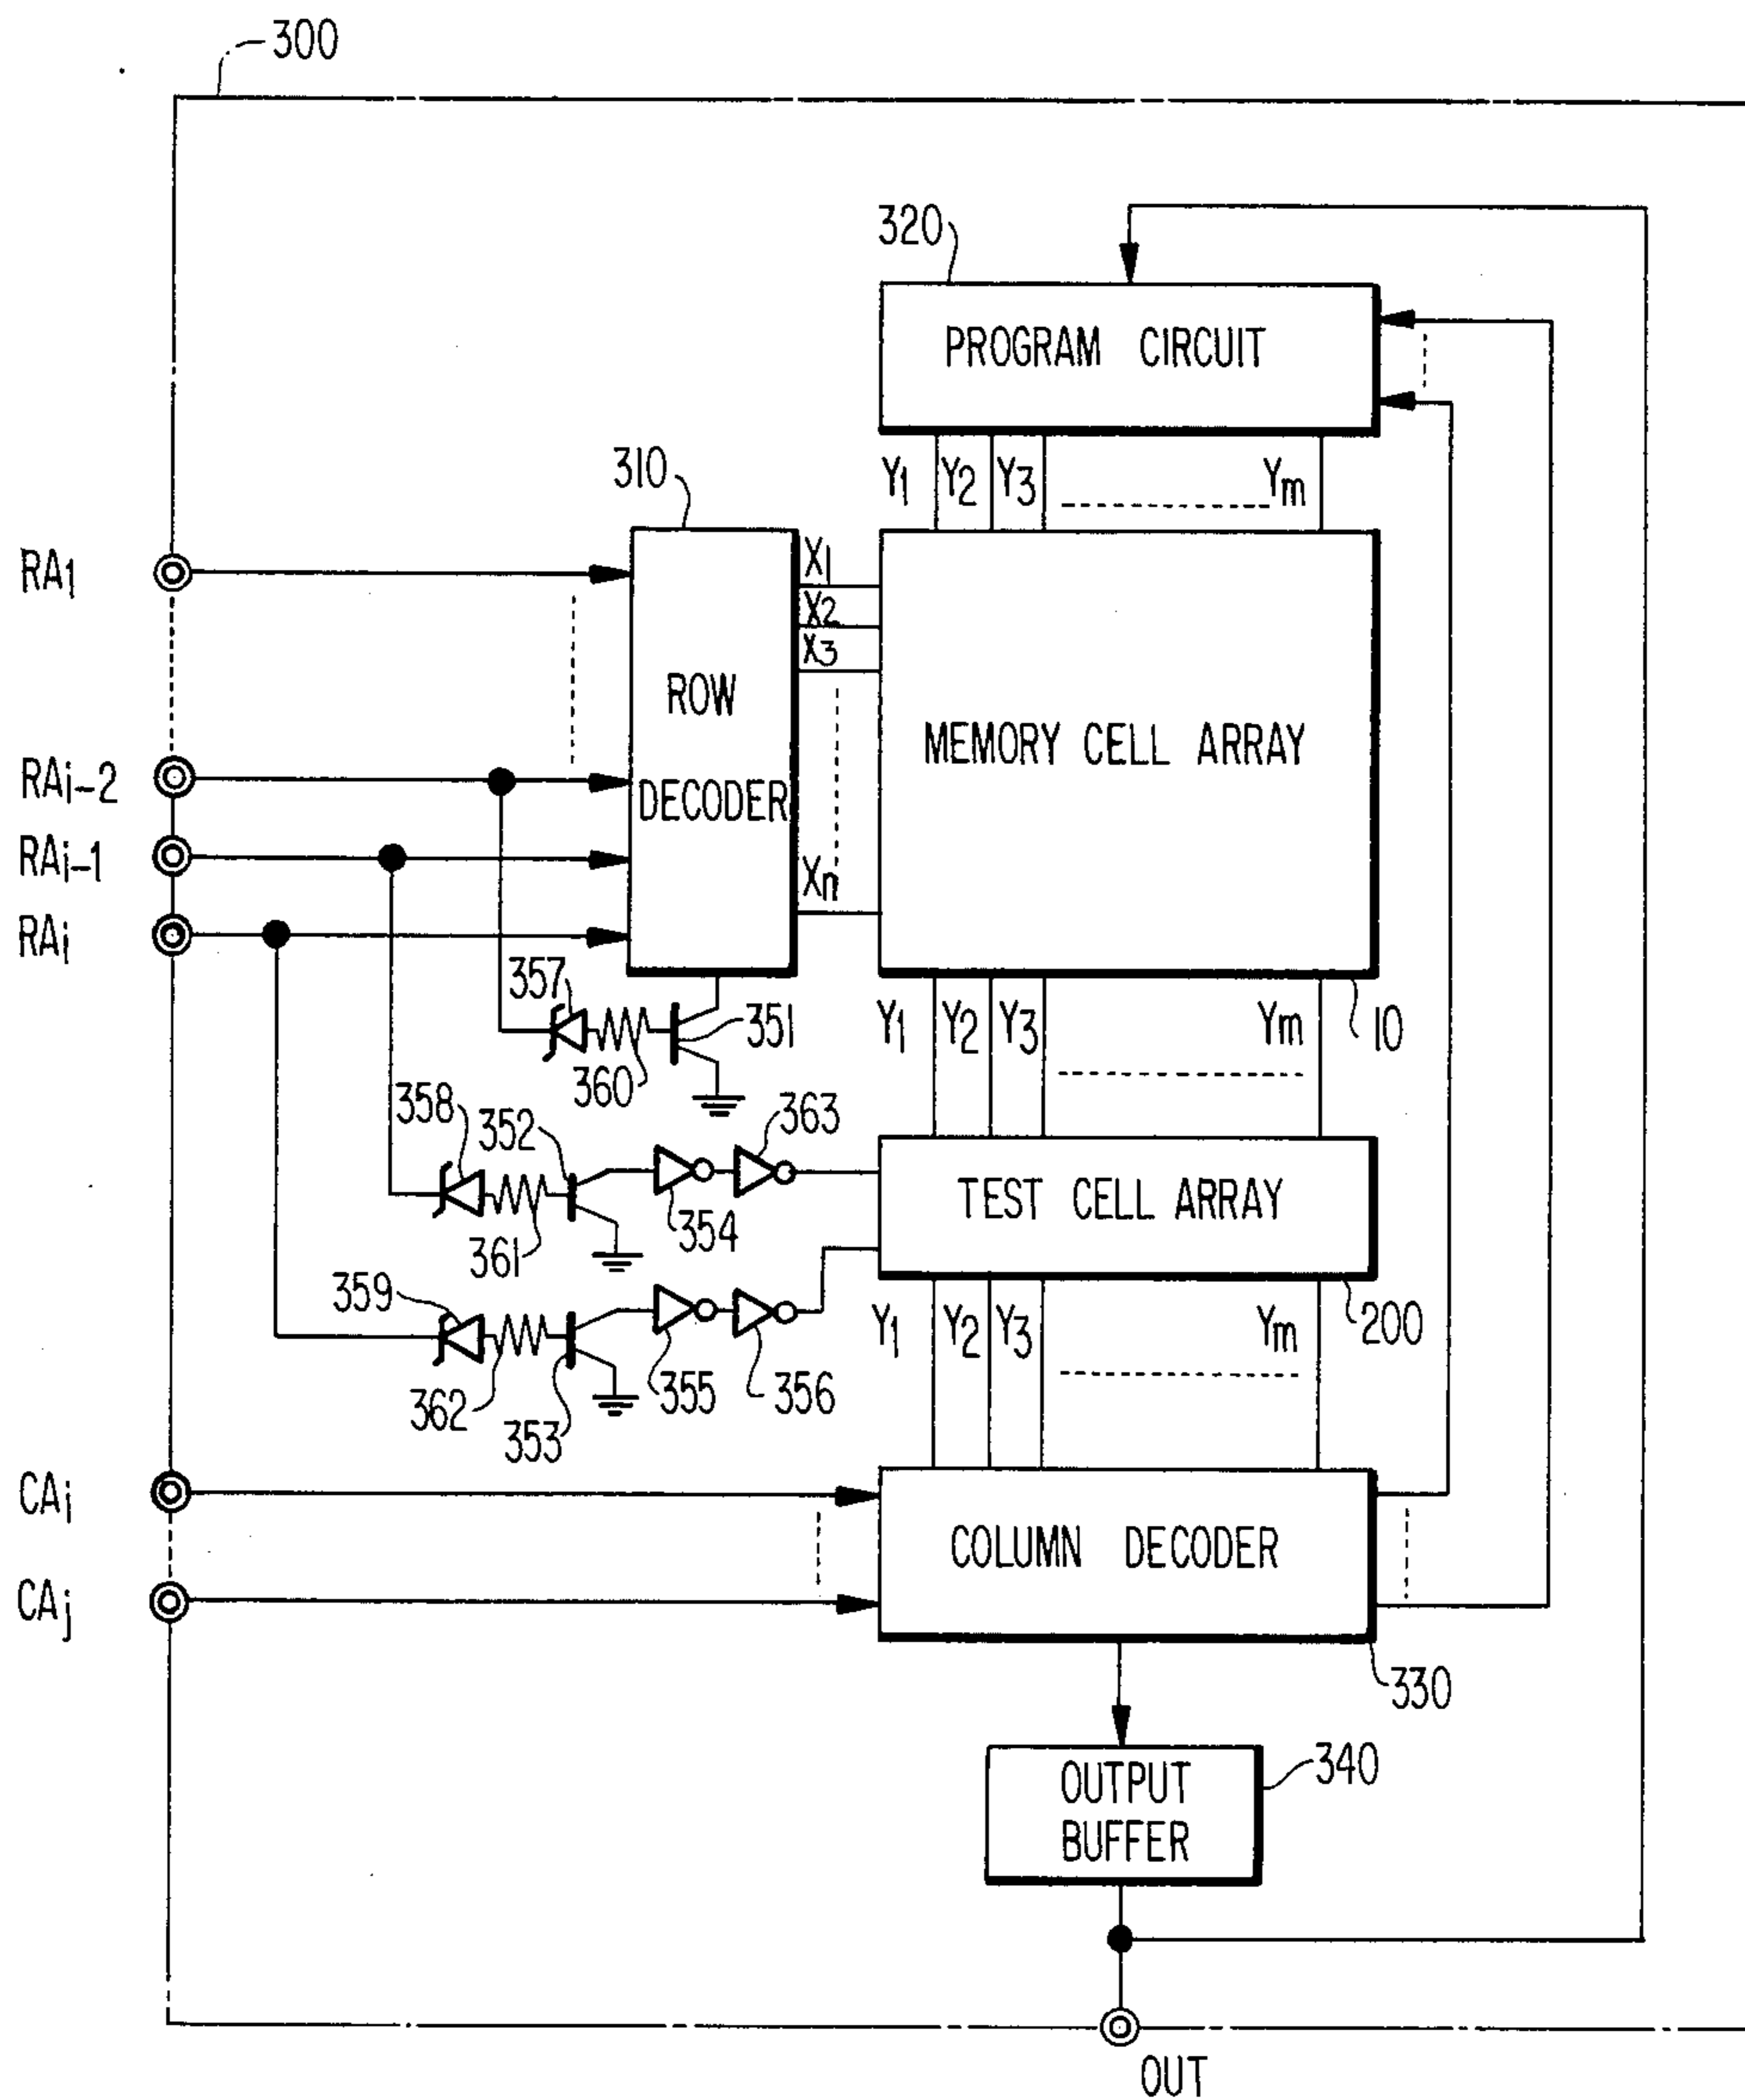 300
320
PROGRAM CIRCUIT
310
Y1 Y2 Y3 Ym
RA1
X1
X2
X3
ROW
DECODER
MEMORY CELL ARRAY
RAi-2
RAi-1
Xn
RAi
357
351
360
Y1 Y2 Y3 Ym
10
358
352
363
354
361
TEST CELL ARRAY
359
355
356
362
353
Y1 Y2 Y3 Ym
200
CAi
COLUMN DECODER
CAj
330
OUTPUT
BUFFER
340
OUT